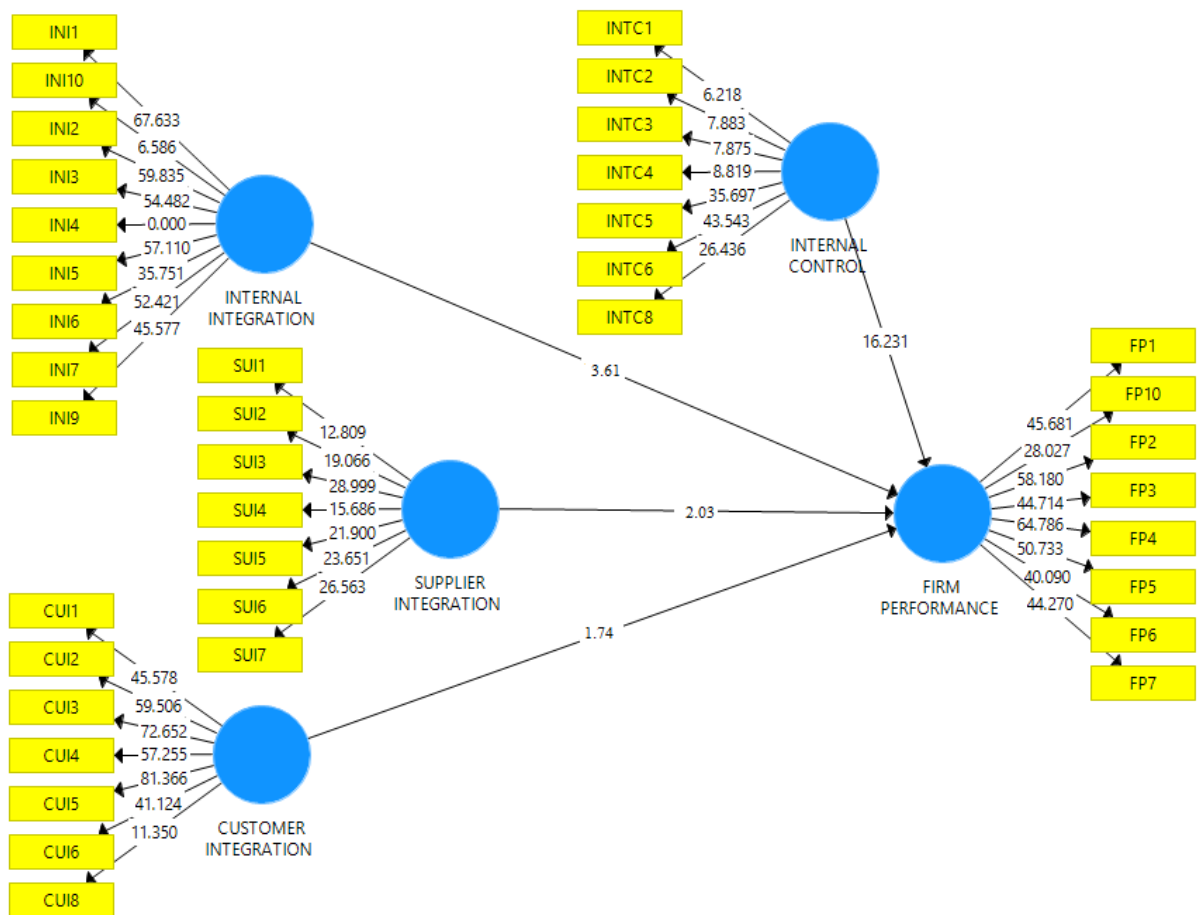 INI1
INI10
INI2
INI3
INI4
INI5
INI6
INI7
INI9
67.633
6.586
59.835
54.482
0.000
57.110
35.751
52.421
45.577
INTERNAL
INTEGRATION
INTC1
INTC2
INTC3
INTC4
INTC5
INTC6
INTC8
6.218
7.883
7.875
8.819
35.697
43.543
26.436
INTERNAL
CONTROL
16.231
3.61
SUI1
SUI2
SUI3
SUI4
SUI5
SUI6
SUI7
12.809
19.066
28.999
15.686
21.900
23.651
26.563
SUPPLIER
INTEGRATION
2.03
CUI1
CUI2
CUI3
CUI4
CUI5
CUI6
CUI8
45.578
59.506
72.652
57.255
81.366
41.124
11.350
CUSTOMER
INTEGRATION
1.74
FIRM
PERFORMANCE
45.681
28.027
58.180
44.714
64.786
50.733
40.090
44.270
FP1
FP10
FP2
FP3
FP4
FP5
FP6
FP7